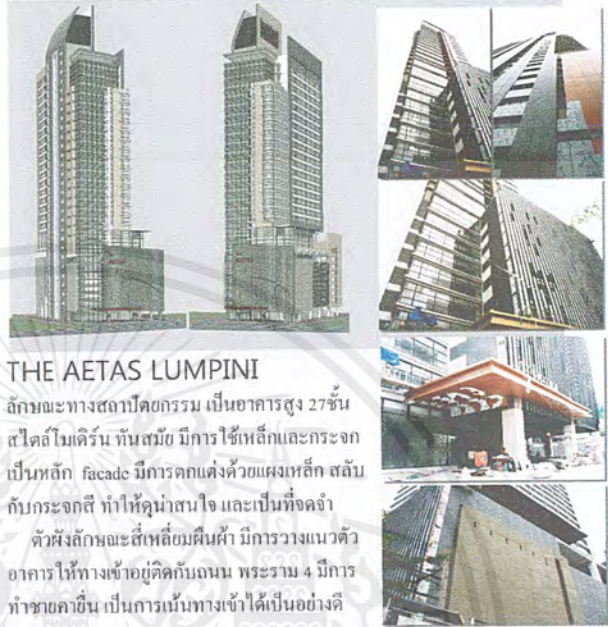 THE AETAS LUMPINI
ลักษณะทางสถาปัตยกรรม เป็นอาคารสูง 27ชั้น
สไตล์โมเดิร์น ทันสมัย มีการใช้เหล็กและกระจก
เป็นหลัก facade มีการตกแต่งด้วยแผงเหล็ก สลับ
กับกระจกสี ทำให้ดูน่าสนใจ และเป็นที่จดจำ
ตัวผังลักษณะสี่เหลี่ยมผืนผ้า มีการวางแนวตัว
อาคารให้ทางเข้าอยู่ติดกับถนน พระราม 4 มีการ
ทำชายคายื่น เป็นการเน้นทางเข้าได้เป็นอย่างดี